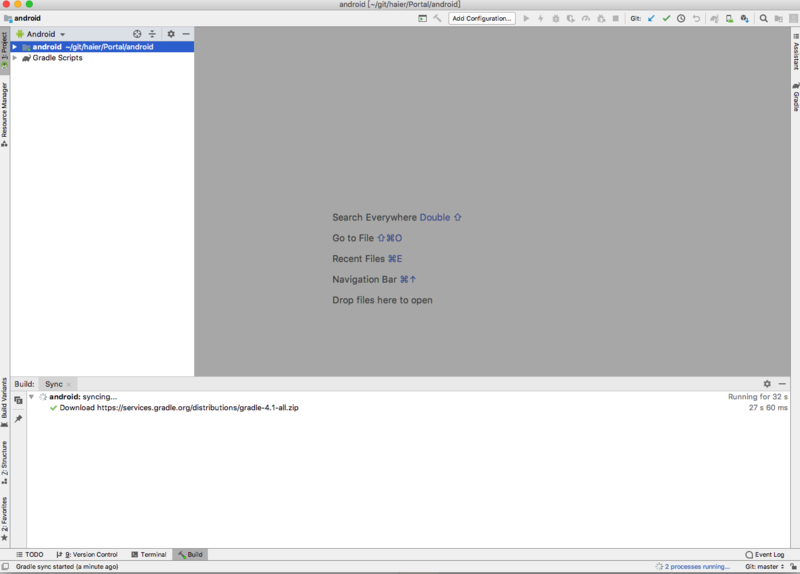 android [~/git/haier/Portal/android]
android
Add Configuration...
Git:
Android
1: Project
android ~/git/haier/Portal/android
Gradle Scripts
Resource Manager
Assistant
Gradle
Search Everywhere Double ⇧
Go to File ⇧⌘O
Recent Files ⌘E
Navigation Bar ⌘↑
Drop files here to open
Build: Sync ×
android: syncing... Running for 32 s
Download https://services.gradle.org/distributions/gradle-4.1-all.zip 27 s 60 ms
Build Variants
Z: Structure
2: Favorites
TODO 9: Version Control Terminal Build Event Log
Gradle sync started (a minute ago) 2 processes running... Git: master